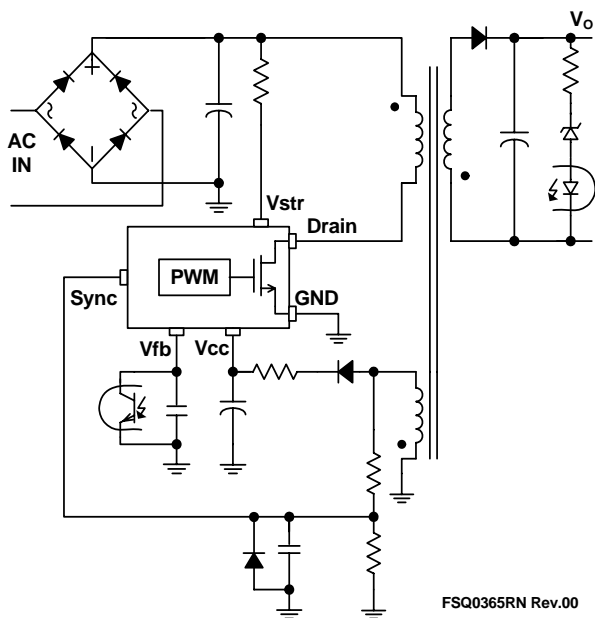 Vo
AC
IN
Vstr
Drain
PWM
Sync
GND
Vfb
Vcc
FSQ0365RN Rev.00